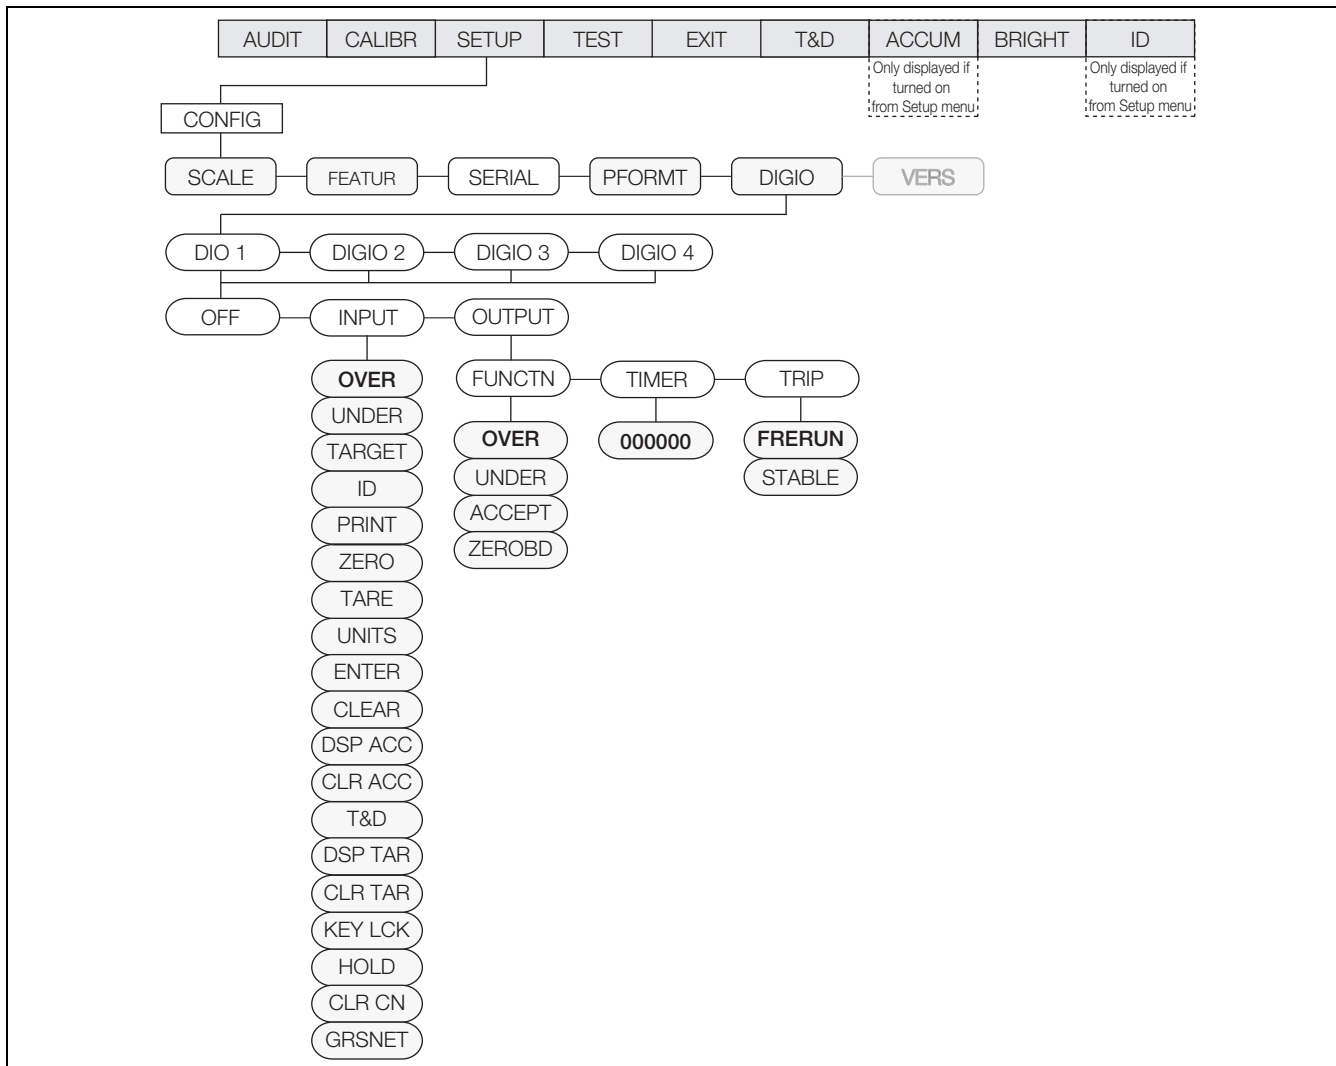 AUDIT CALIBR SETUP TEST EXIT T&D ACCUM BRIGHT ID
Only displayed if
turned on
from Setup menu
Only displayed if
turned on
from Setup menu
CONFIG
SCALE FEATUR SERIAL PFORMT DIGIO VERS
DIO 1 DIGIO 2 DIGIO 3 DIGIO 4
OFF INPUT OUTPUT
OVER
UNDER
TARGET
ID
PRINT
ZERO
TARE
UNITS
ENTER
CLEAR
DSP ACC
CLR ACC
T&D
DSP TAR
CLR TAR
KEY LCK
HOLD
CLR CN
GRSNET
FUNCTN TIMER TRIP
OVER
UNDER
ACCEPT
ZEROBD
000000
FRERUN
STABLE